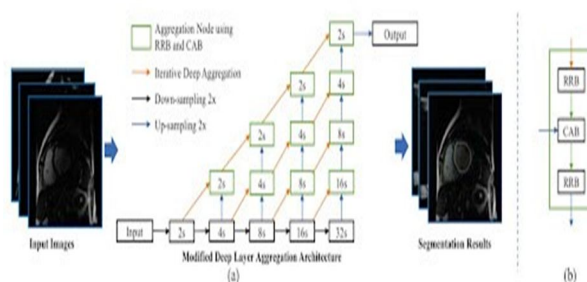 Aggregation Node using
RRB and CAB
Iterative Deep Aggregation
Down-sampling 2x
Up-sampling 2x
2s
Output
2s
4s
2s
4s
8s
2s
4s
8s
16s
Input
2s
4s
8s
16s
32s
Input Images
Modified Deep Layer Aggregation Architecture
Segmentation Results
(a)
RRB
CAB
RRB
(b)